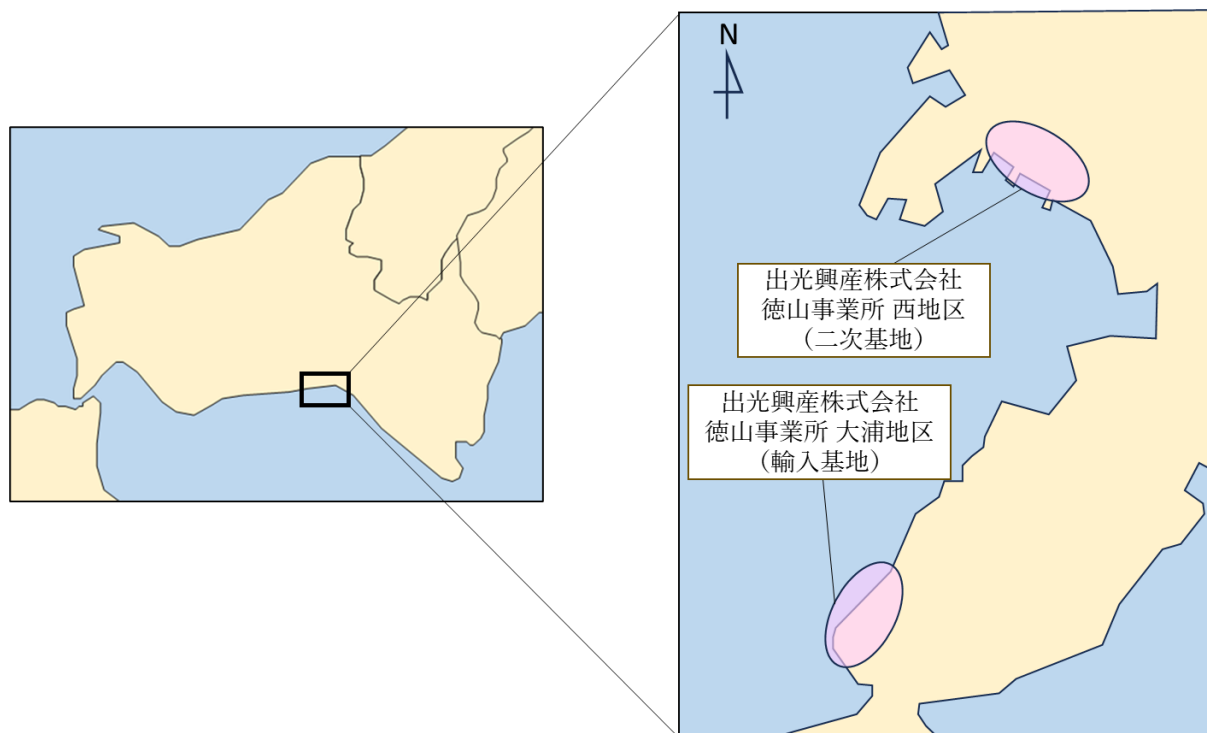 N
出光興産株式会社
徳山事業所 西地区
（二次基地）
出光興産株式会社
徳山事業所 大浦地区
（輸入基地）